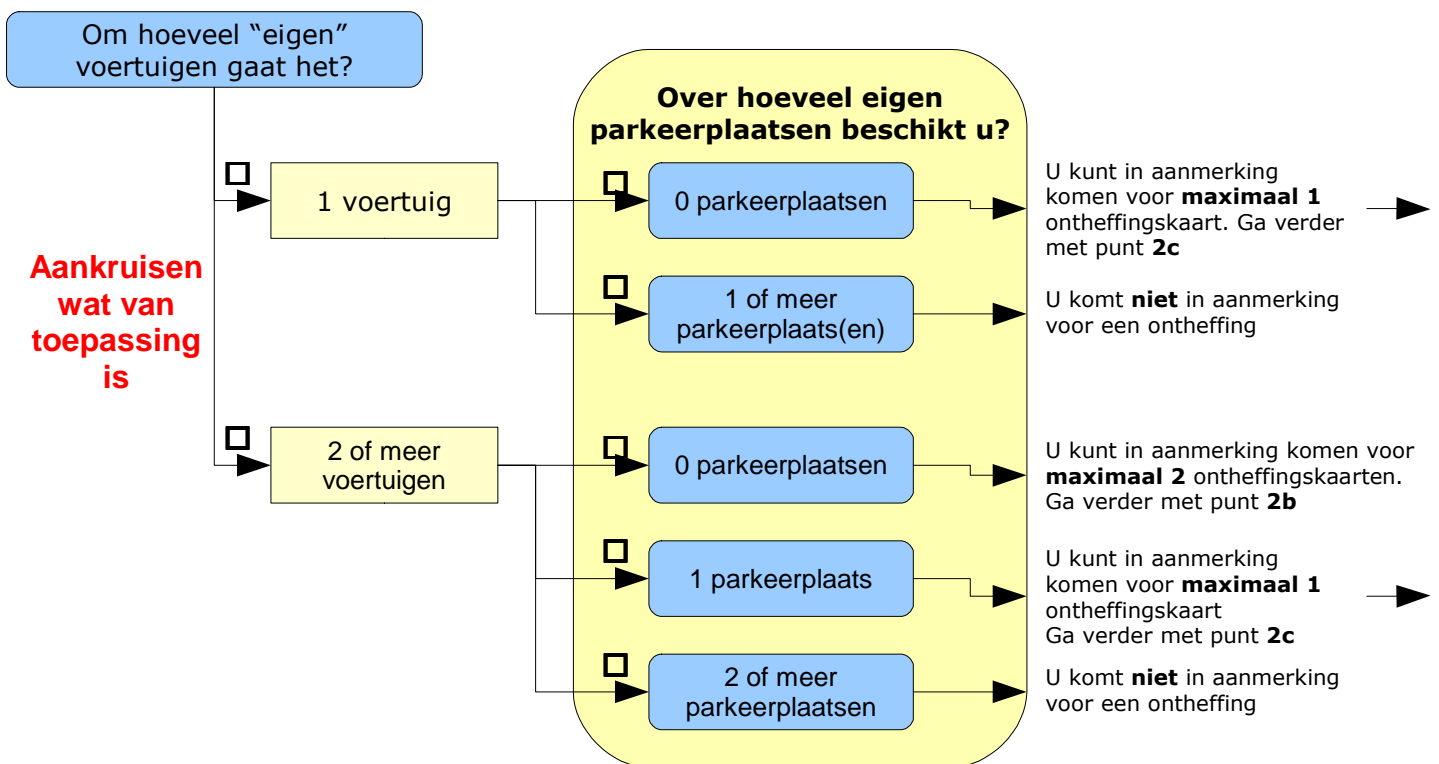 Om hoeveel “eigen”
voertuigen gaat het?
Over hoeveel eigen
parkeerplaatsen beschikt u?
1 voertuig
0 parkeerplaatsen
U kunt in aanmerking
komen voor maximaal 1
ontheffingskaart. Ga verder
met punt 2c
Aankruisen
wat van
toepassing
is
1 of meer
parkeerplaats(en)
U komt niet in aanmerking
voor een ontheffing
2 of meer
voertuigen
0 parkeerplaatsen
U kunt in aanmerking komen voor
maximaal 2 ontheffingskaarten.
Ga verder met punt 2b
1 parkeerplaats
U kunt in aanmerking
komen voor maximaal 1
ontheffingskaart
Ga verder met punt 2c
2 of meer
parkeerplaatsen
U komt niet in aanmerking
voor een ontheffing